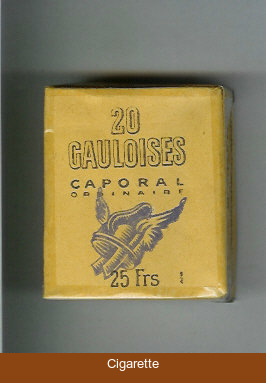 20
GAULOISES
CAPORAL
ORDINAIRE
25 Frs
Cigarette